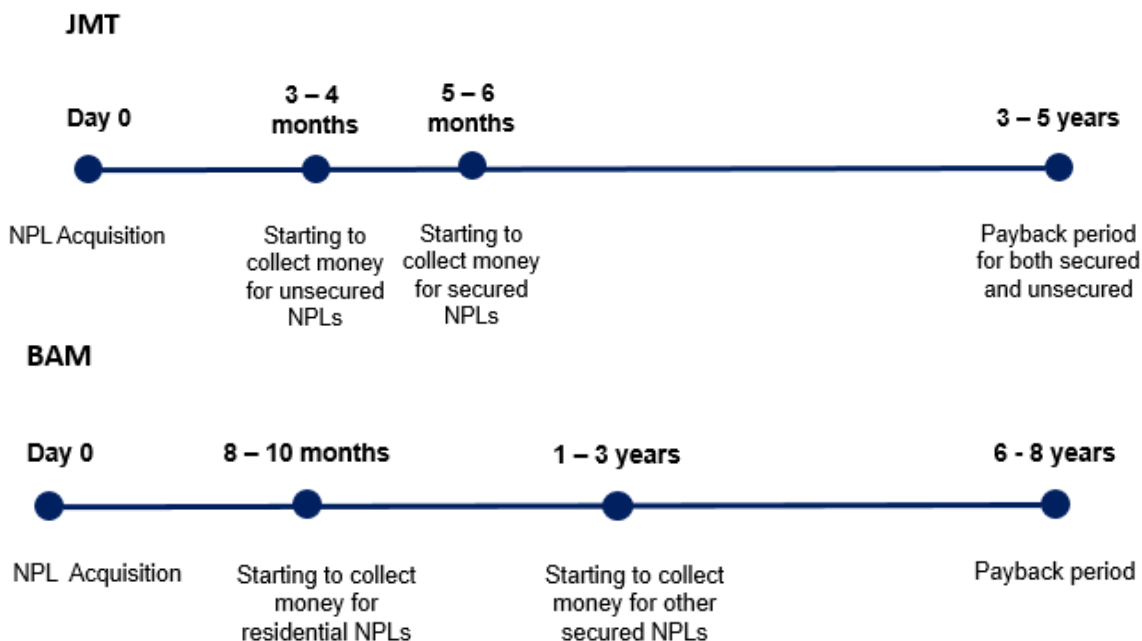 JMT
Day 0
3 – 4
months
5 – 6
months
3 – 5 years
NPL Acquisition
Starting to
collect money
for unsecured
NPLs
Starting to
collect money
for secured
NPLs
Payback period
for both secured
and unsecured
BAM
Day 0
8 – 10 months
1 – 3 years
6 - 8 years
NPL Acquisition
Starting to collect
money for
residential NPLs
Starting to collect
money for other
secured NPLs
Payback period